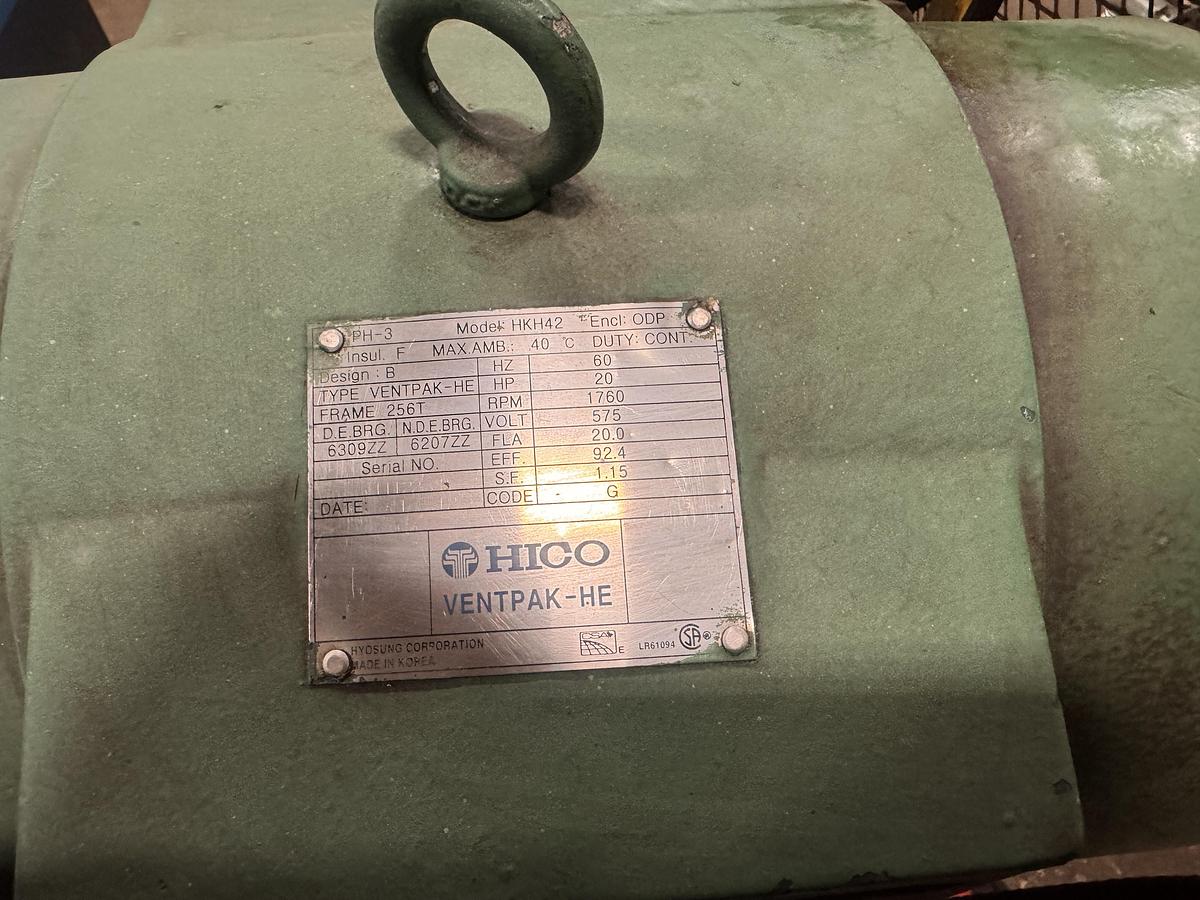 PH-3 Model: HKH42 Encl: ODP
Insul. F MAX.AMB.: 40 °C DUTY: CONT.
Design : B HZ 60
TYPE VENTPAK-HE HP 20
FRAME 256T RPM 1760
D.E.BRG. N.D.E.BRG. VOLT 575
6309ZZ 6207ZZ FLA 20.0
Serial NO. EFF. 92.4
S.F. 1.15
DATE: CODE G
HICO
VENTPAK-HE
HYOSUNG CORPORATION
MADE IN KOREA
CSA E LR61094 SA ®